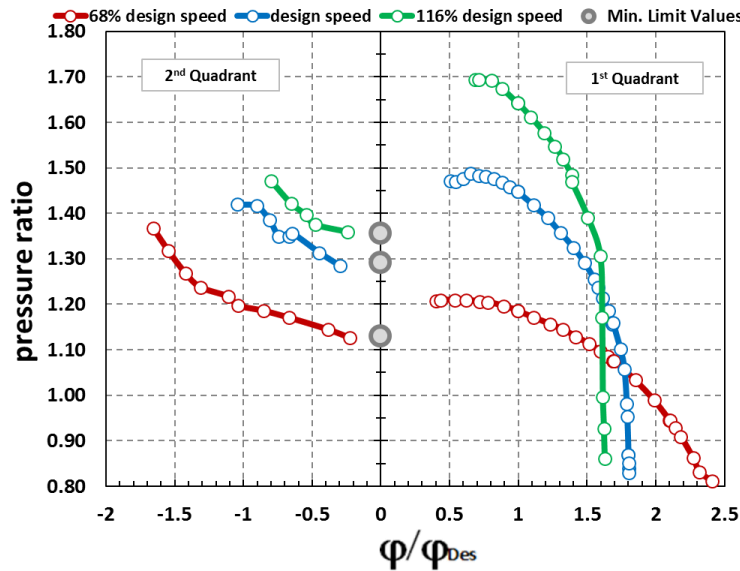 68% design speed design speed 116% design speed Min. Limit Values
1.80
2nd Quadrant 1st Quadrant
1.70
1.60
1.50
1.40
1.30
1.20
1.10
1.00
0.90
0.80
pressure ratio
-2 -1.5 -1 -0.5 0 0.5 1 1.5 2 2.5
φ/φDes